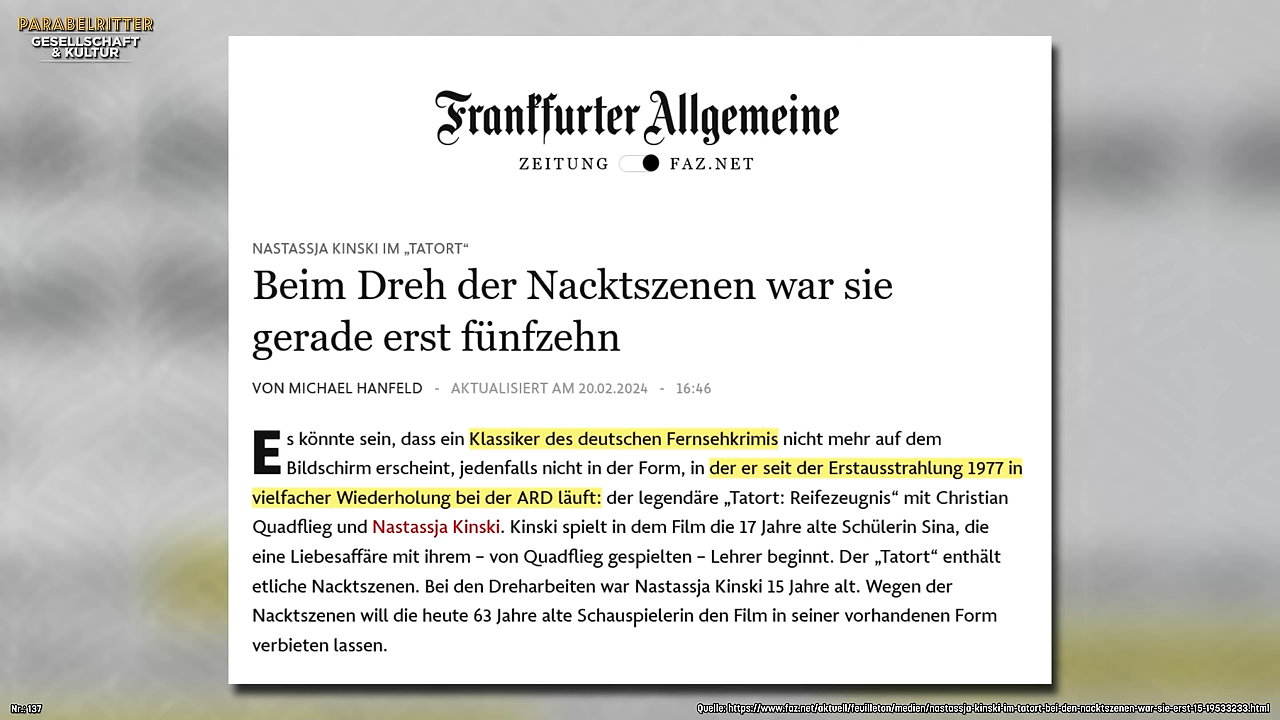 PARABELRITTER
GESELLSCHAFT
& KULTUR
Frankfurter Allgemeine
ZEITUNG FAZ.NET
NASTASSJA KINSKI IM „TATORT“
Beim Dreh der Nacktszenen war sie
gerade erst fünfzehn
VON MICHAEL HANFELD - AKTUALISIERT AM 20.02.2024 - 16:46
Es könnte sein, dass ein Klassiker des deutschen Fernsehkrimis nicht mehr auf dem
Bildschirm erscheint, jedenfalls nicht in der Form, in der er seit der Erstausstrahlung 1977 in
vielfacher Wiederholung bei der ARD läuft: der legendäre „Tatort: Reifezeugnis“ mit Christian
Quadflieg und Nastassja Kinski. Kinski spielt in dem Film die 17 Jahre alte Schülerin Sina, die
eine Liebesaffäre mit ihrem – von Quadflieg gespielten – Lehrer beginnt. Der „Tatort“ enthält
etliche Nacktszenen. Bei den Dreharbeiten war Nastassja Kinski 15 Jahre alt. Wegen der
Nacktszenen will die heute 63 Jahre alte Schauspielerin den Film in seiner vorhandenen Form
verbieten lassen.
Nr.: 137
Quelle: https://www.faz.net/aktuell/feuilleton/medien/nastassja-kinski-im-tatort-bei-den-nacktszenen-war-sie-erst-15-19533233.html